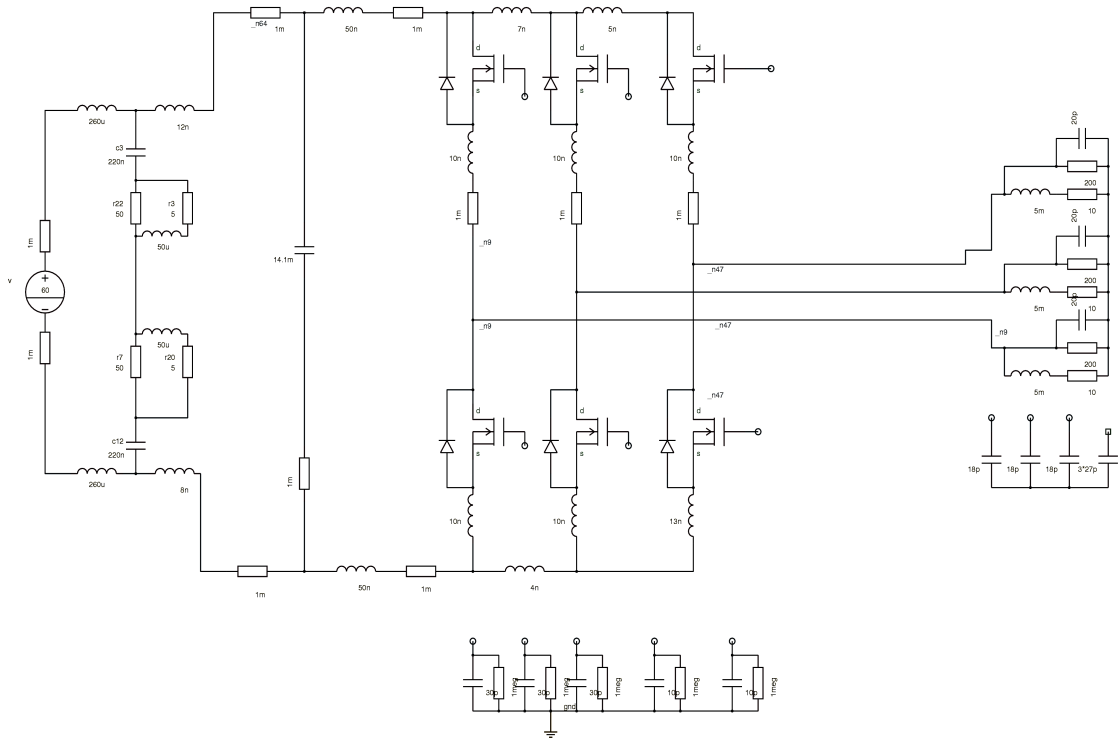 _n64
1m
50n
1m
7n
5n
d
d
d
s
s
s
260u
12n
c3
220n
10n
10n
10n
20p
200
5m
10
r22
50
r3
5
1m
1m
1m
1m
50u
_n9
20p
14.1m
_n47
200
5m
10
v
+
60
−
20p
1m
50u
_n9
_n47
_n9
r7
50
r20
5
200
5m
10
_n47
d
d
d
c12
220n
s
s
s
260u
8n
1m
18p
18p
18p
3*27p
10n
10n
13n
1m
50n
1m
4n
30p
1meg
30p
1meg
30p
1meg
10p
1meg
10p
1meg
gnd